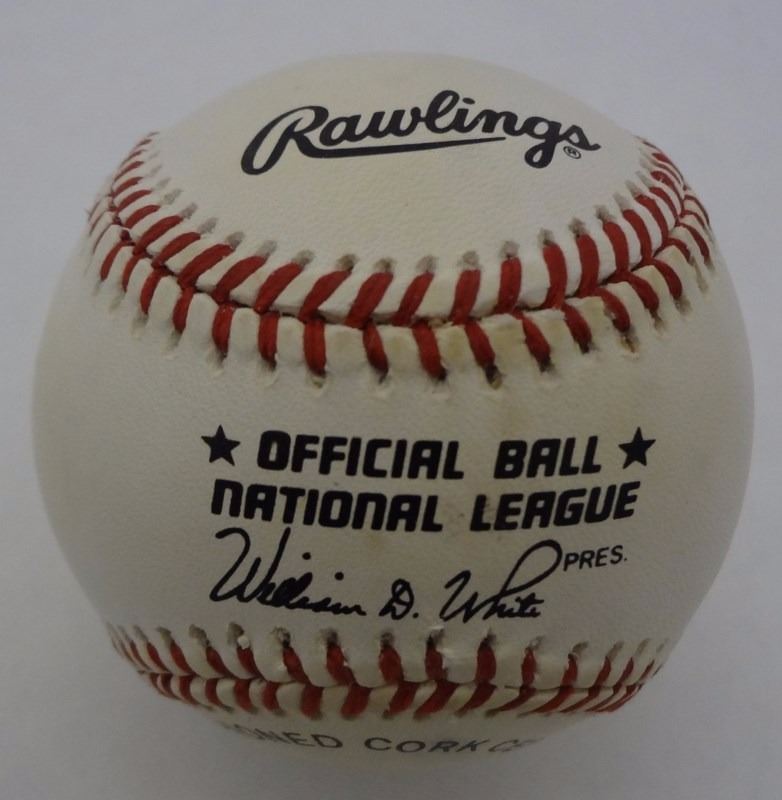 Rawlings®
★ OFFICIAL BALL ★
NATIONAL LEAGUE
William D. White PRES.
CORK